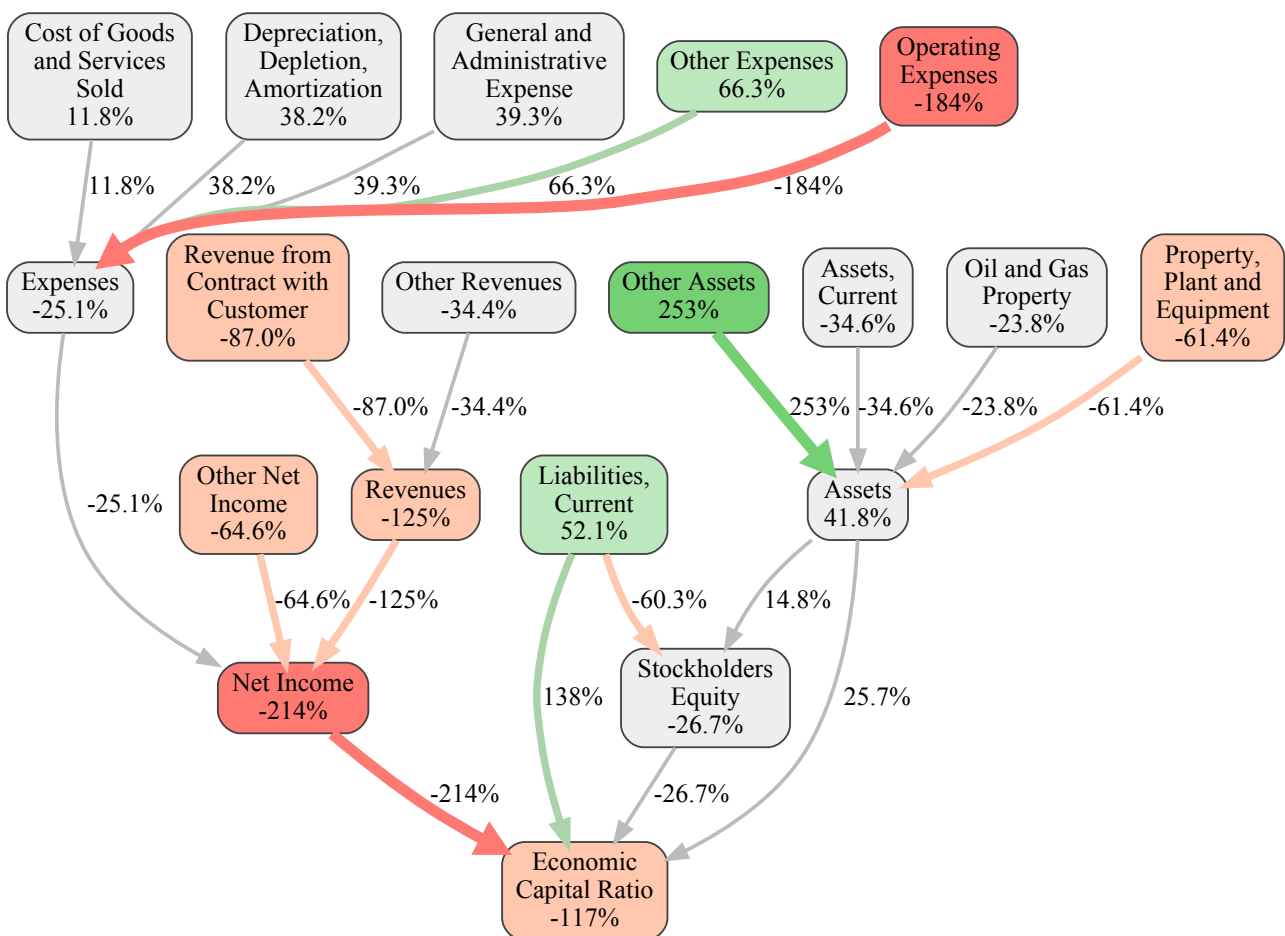 Cost of Goods
and Services
Sold
11.8%
Depreciation,
Depletion,
Amortization
38.2%
General and
Administrative
Expense
39.3%
Other Expenses
66.3%
Operating
Expenses
-184%
11.8%
38.2%
39.3%
66.3%
-184%
Expenses
-25.1%
Revenue from
Contract with
Customer
-87.0%
Other Revenues
-34.4%
Other Assets
253%
Assets,
Current
-34.6%
Oil and Gas
Property
-23.8%
Property,
Plant and
Equipment
-61.4%
-87.0%
-34.4%
253%
-34.6%
-23.8%
-61.4%
-25.1%
Other Net
Income
-64.6%
Revenues
-125%
Liabilities,
Current
52.1%
Assets
41.8%
-64.6%
-125%
-60.3%
14.8%
Net Income
-214%
138%
Stockholders
Equity
-26.7%
25.7%
-214%
-26.7%
Economic
Capital Ratio
-117%